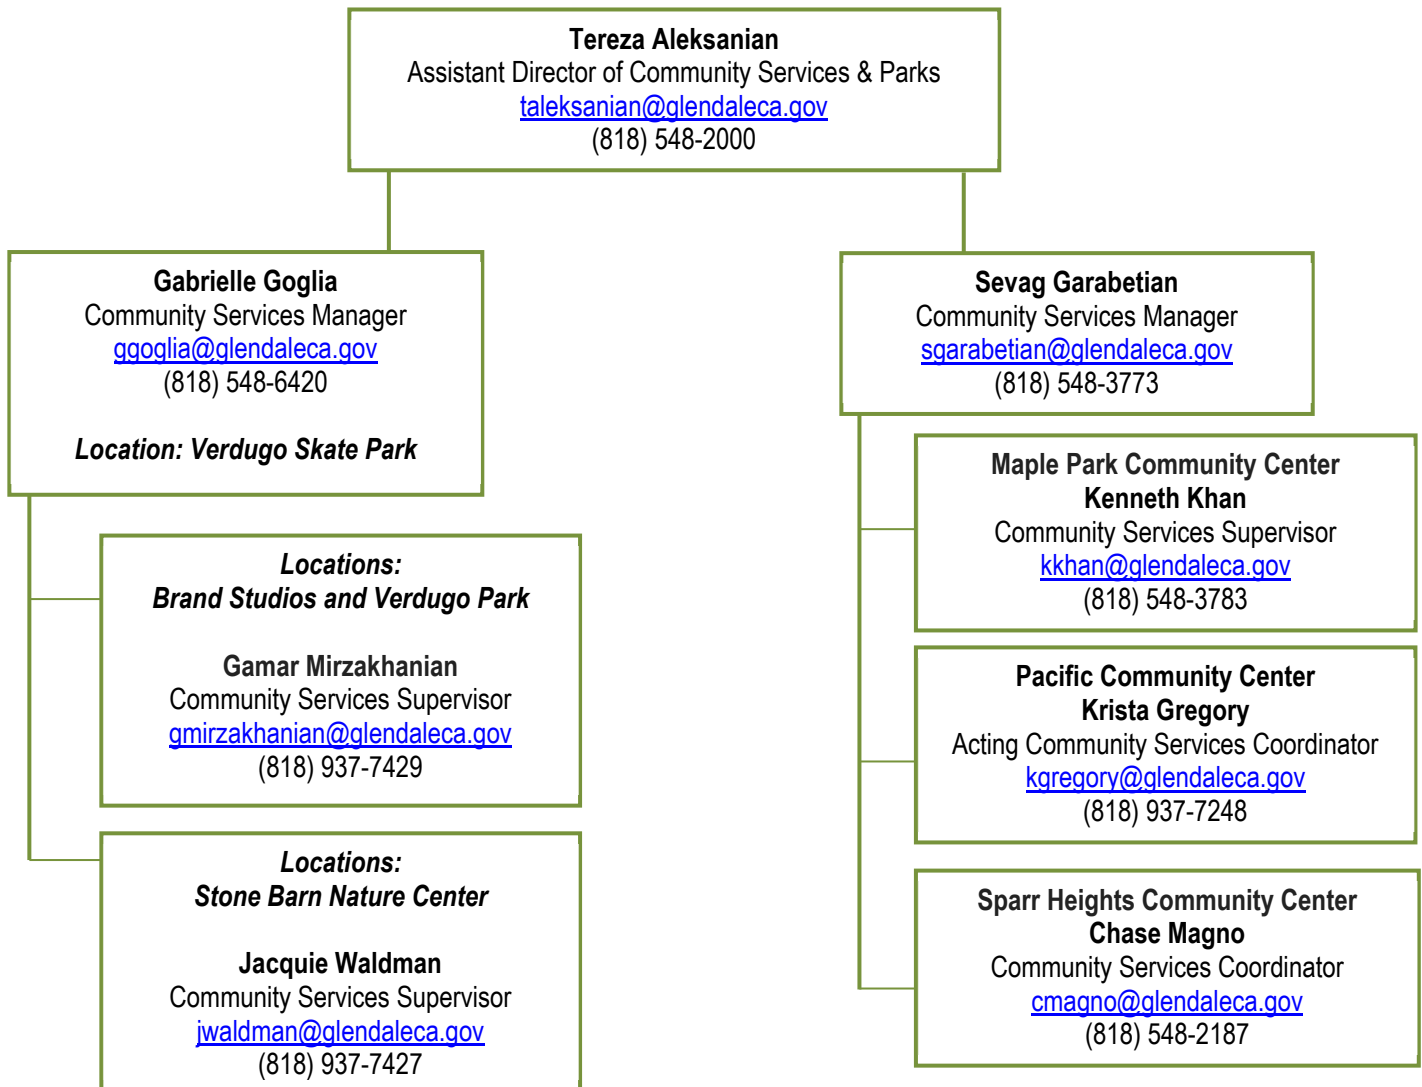 Tereza Aleksanian
Assistant Director of Community Services & Parks
taleksanian@glendaleca.gov
(818) 548-2000
Gabrielle Goglia
Community Services Manager
ggoglia@glendaleca.gov
(818) 548-6420
Location: Verdugo Skate Park
Locations:
Brand Studios and Verdugo Park
Gamar Mirzakhanian
Community Services Supervisor
gmirzakhanian@glendaleca.gov
(818) 937-7429
Locations:
Stone Barn Nature Center
Jacquie Waldman
Community Services Supervisor
jwaldman@glendaleca.gov
(818) 937-7427
Sevag Garabetian
Community Services Manager
sgarabetian@glendaleca.gov
(818) 548-3773
Maple Park Community Center
Kenneth Khan
Community Services Supervisor
kkhan@glendaleca.gov
(818) 548-3783
Pacific Community Center
Krista Gregory
Acting Community Services Coordinator
kgregory@glendaleca.gov
(818) 937-7248
Sparr Heights Community Center
Chase Magno
Community Services Coordinator
cmagno@glendaleca.gov
(818) 548-2187